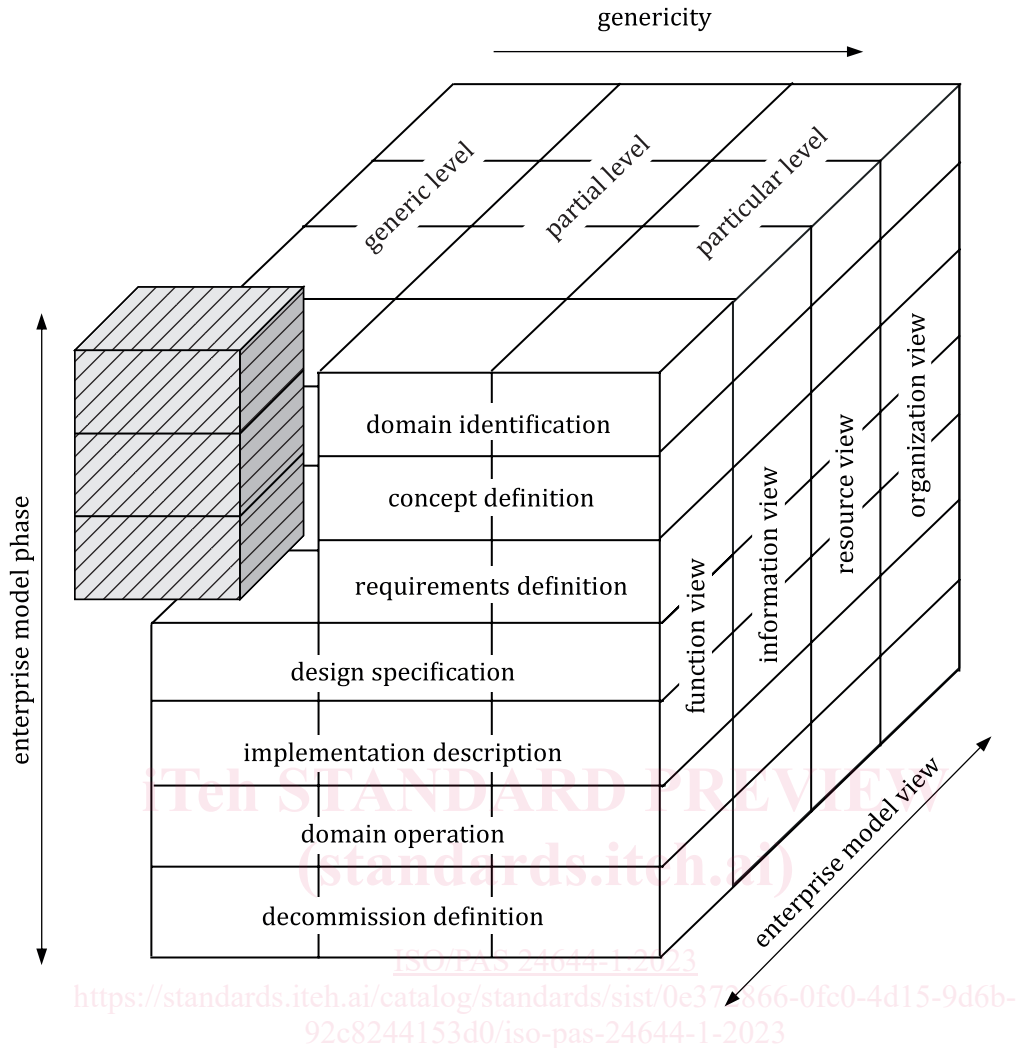 genericity
generic level
partial level
particular level
domain identification
concept definition
requirements definition
design specification
implementation description
domain operation
decommission definition
enterprise model phase
function view
information view
resource view
organization view
enterprise model view
iTeh STANDARD PREVIEW
(standards.iteh.ai)
ISO/PAS 24644-1:2023
https://standards.iteh.ai/catalog/standards/sist/0e372866-0fc0-4d15-9d6b-
92c8244153d0/iso-pas-24644-1-2023